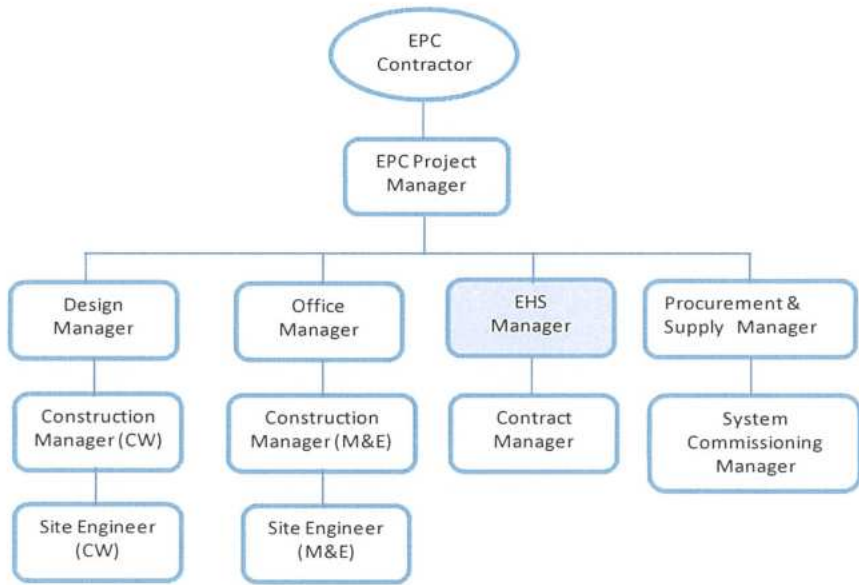 EPC
Contractor
EPC Project
Manager
Design
Manager
Office
Manager
EHS
Manager
Procurement &
Supply Manager
Construction
Manager (CW)
Construction
Manager (M&E)
Contract
Manager
System
Commissioning
Manager
Site Engineer
(CW)
Site Engineer
(M&E)